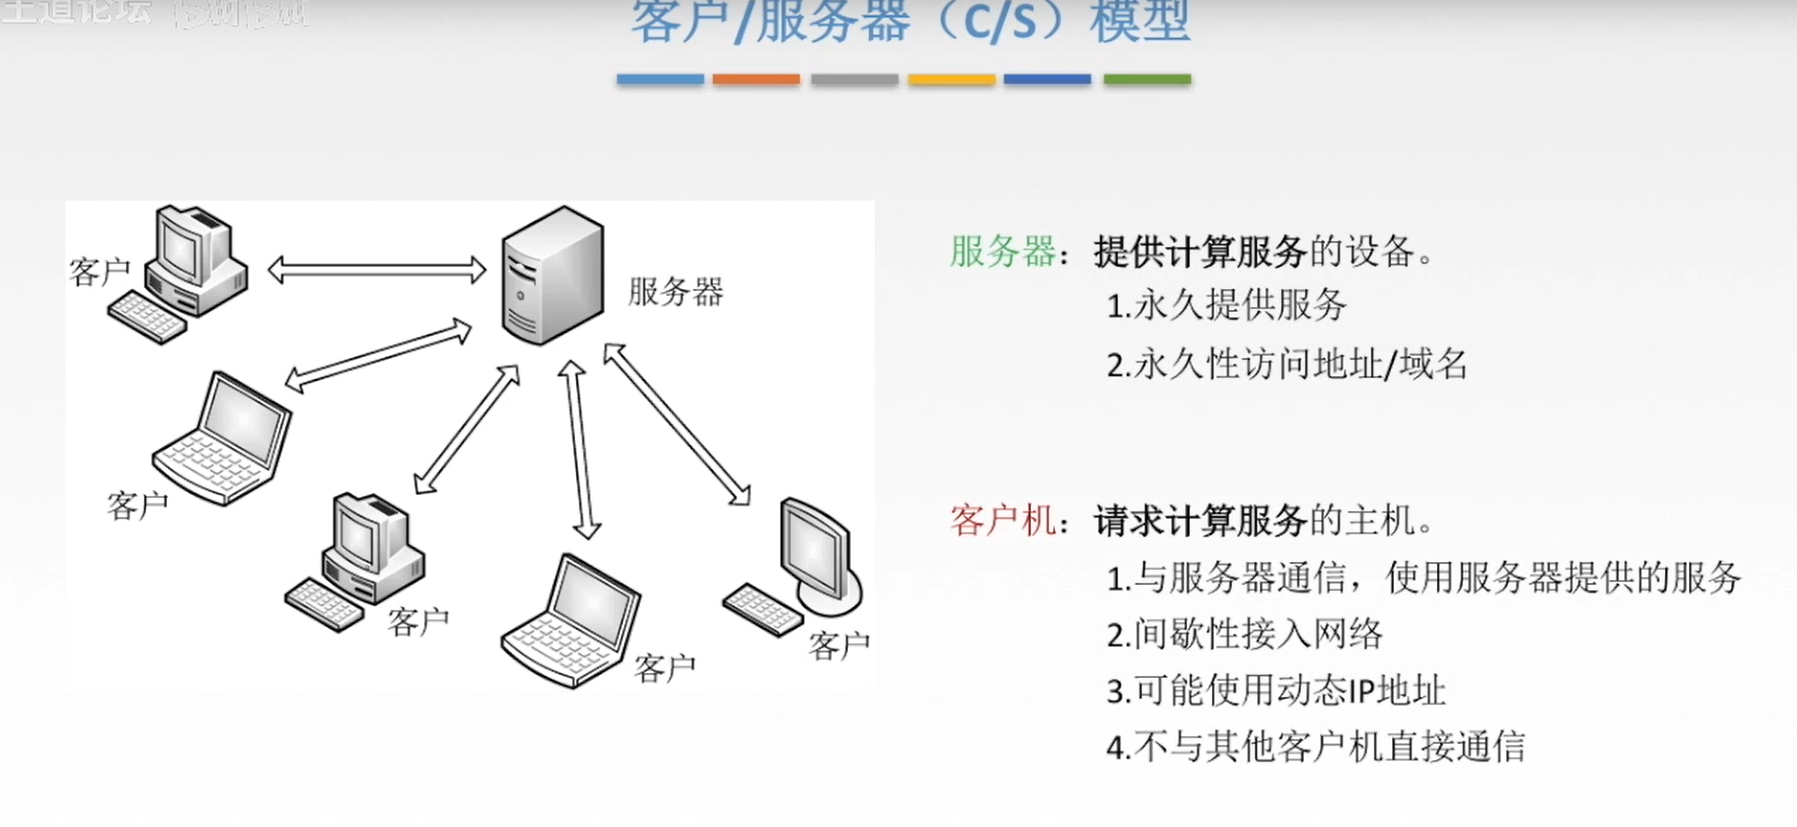 王道论坛
客户/服务器（C/S）模型
客户
服务器
客户
客户
客户
客户
服务器：提供计算服务的设备。
1.永久提供服务
2.永久性访问地址/域名
客户机：请求计算服务的主机。
1.与服务器通信，使用服务器提供的服务
2.间歇性接入网络
3.可能使用动态IP地址
4.不与其他客户机直接通信